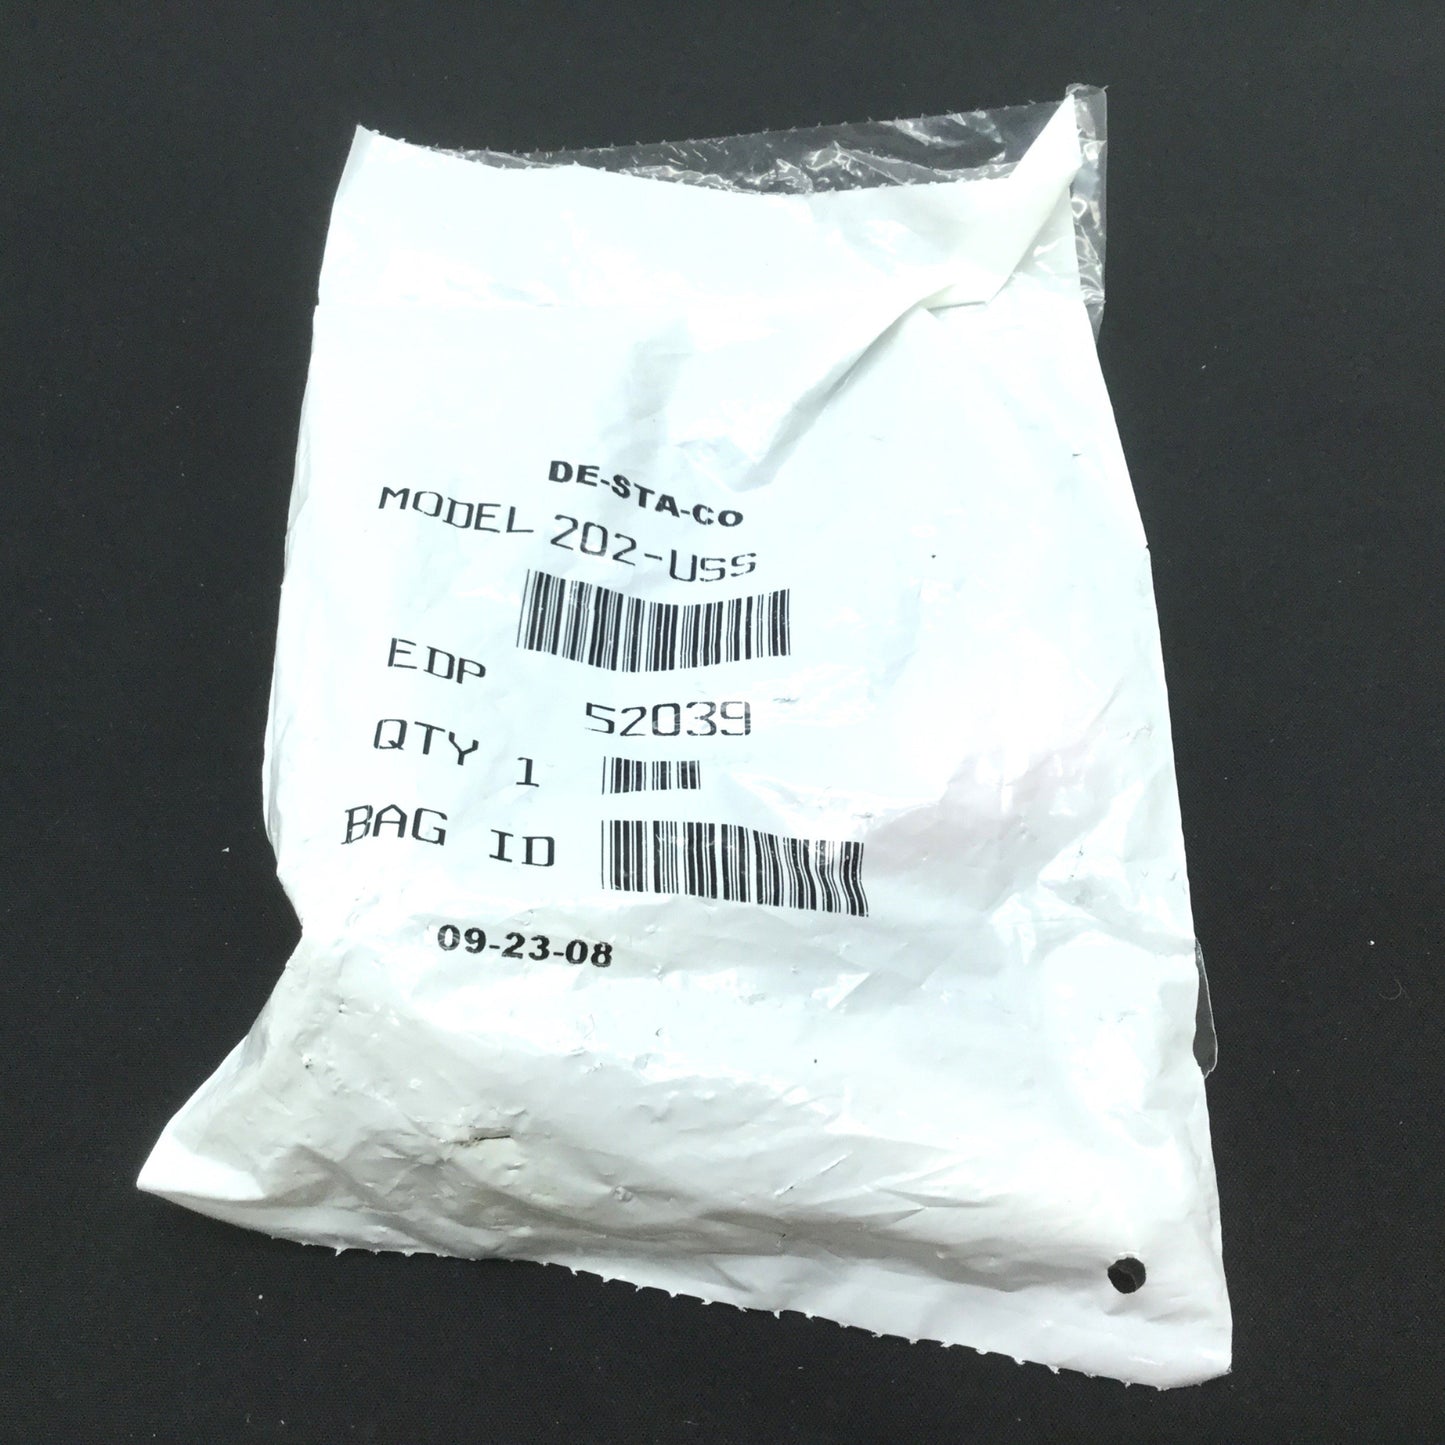 DE-STA-CO
MODEL 202-USS
EDP 52039
QTY 1
BAG ID
09-23-08